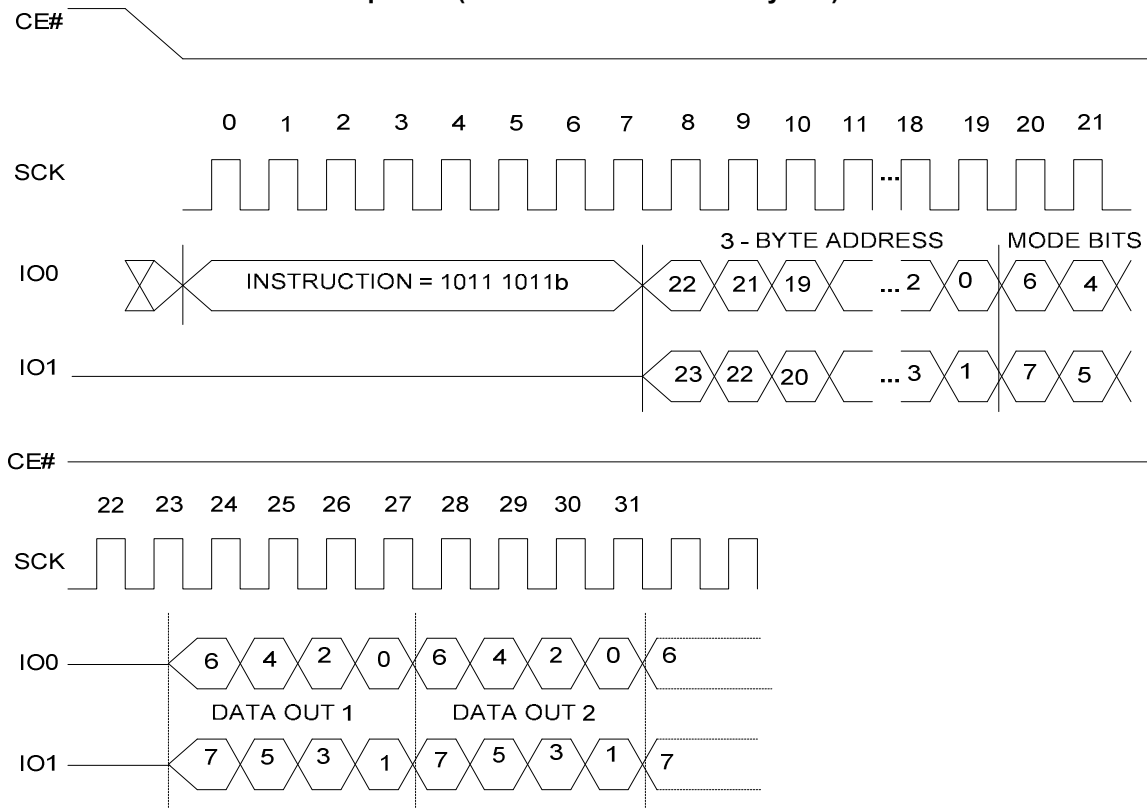 CE#
0 1 2 3 4 5 6 7 8 9 10 11 18 19 20 21
SCK ...
3 - BYTE ADDRESS MODE BITS
IO0 INSTRUCTION = 1011 1011b 22 21 19 ... 2 0 6 4
IO1 23 22 20 ... 3 1 7 5
CE#
22 23 24 25 26 27 28 29 30 31
SCK
IO0 6 4 2 0 6 4 2 0 6
DATA OUT 1 DATA OUT 2
IO1 7 5 3 1 7 5 3 1 7